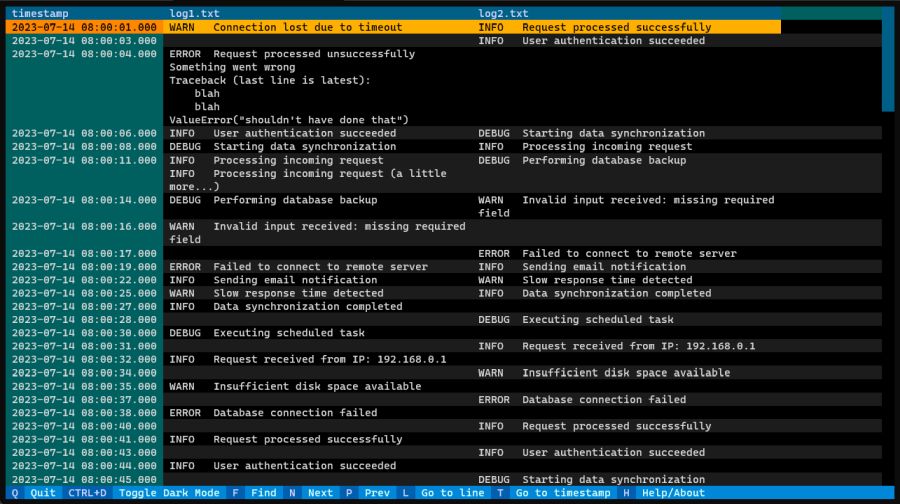 timestamp log1.txt log2.txt
2023-07-14 08:00:01.000 WARN Connection lost due to timeout INFO Request processed successfully
2023-07-14 08:00:03.000 INFO User authentication succeeded
2023-07-14 08:00:04.000 ERROR Request processed unsuccessfully
Something went wrong
Traceback (last line is latest):
blah
blah
ValueError("shouldn't have done that")
2023-07-14 08:00:06.000 INFO User authentication succeeded DEBUG Starting data synchronization
2023-07-14 08:00:08.000 DEBUG Starting data synchronization INFO Processing incoming request
2023-07-14 08:00:11.000 INFO Processing incoming request DEBUG Performing database backup
INFO Processing incoming request (a little
more...)
2023-07-14 08:00:14.000 DEBUG Performing database backup WARN Invalid input received: missing required
field
2023-07-14 08:00:16.000 WARN Invalid input received: missing required
field
2023-07-14 08:00:17.000 ERROR Failed to connect to remote server
2023-07-14 08:00:19.000 ERROR Failed to connect to remote server INFO Sending email notification
2023-07-14 08:00:22.000 INFO Sending email notification WARN Slow response time detected
2023-07-14 08:00:25.000 WARN Slow response time detected INFO Data synchronization completed
2023-07-14 08:00:27.000 INFO Data synchronization completed
2023-07-14 08:00:28.000 DEBUG Executing scheduled task
2023-07-14 08:00:30.000 DEBUG Executing scheduled task
2023-07-14 08:00:31.000 INFO Request received from IP: 192.168.0.1
2023-07-14 08:00:32.000 INFO Request received from IP: 192.168.0.1
2023-07-14 08:00:34.000 WARN Insufficient disk space available
2023-07-14 08:00:35.000 WARN Insufficient disk space available
2023-07-14 08:00:37.000 ERROR Database connection failed
2023-07-14 08:00:38.000 ERROR Database connection failed
2023-07-14 08:00:40.000 INFO Request processed successfully
2023-07-14 08:00:41.000 INFO Request processed successfully
2023-07-14 08:00:43.000 INFO User authentication succeeded
2023-07-14 08:00:44.000 INFO User authentication succeeded
2023-07-14 08:00:45.000 DEBUG Starting data synchronization
Q Quit CTRL+D Toggle Dark Mode F Find N Next P Prev L Go to line T Go to timestamp H Help/About